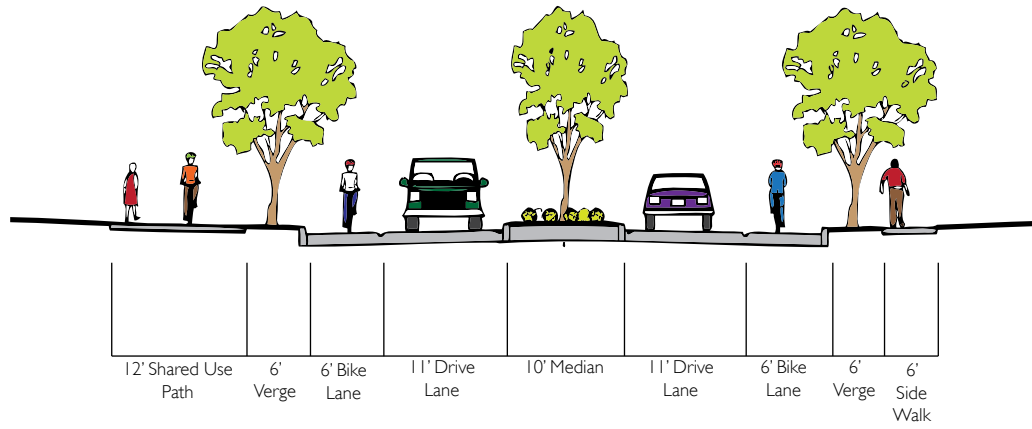 12' Shared Use
Path
6'
Verge
6' Bike
Lane
11' Drive
Lane
10' Median
11' Drive
Lane
6' Bike
Lane
6'
Verge
6'
Side
Walk